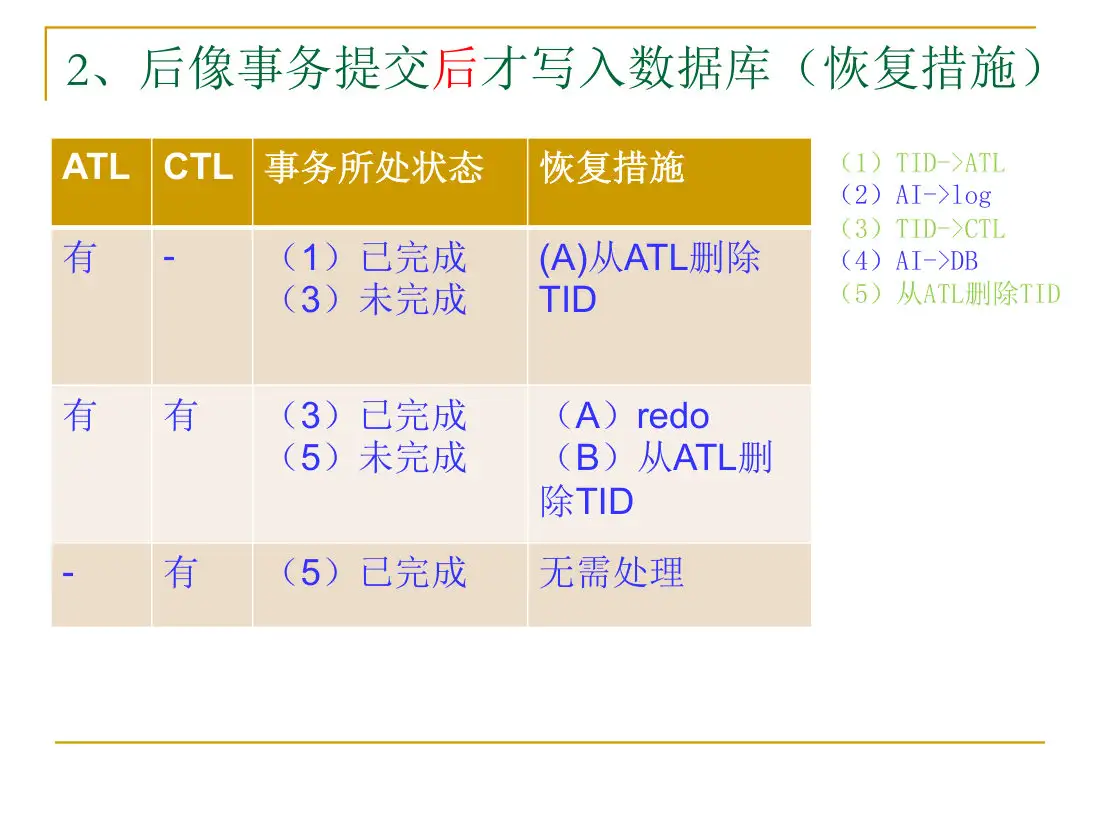 2、后像事务提交后才写入数据库（恢复措施）
ATL CTL 事务所处状态 恢复措施
有 - （1）已完成 (A)从ATL删除
（3）未完成 TID
有 有 （3）已完成 （A）redo
（5）未完成 （B）从ATL删
除TID
- 有 （5）已完成 无需处理
（1）TID->ATL
（2）AI->log
（3）TID->CTL
（4）AI->DB
（5）从ATL删除TID